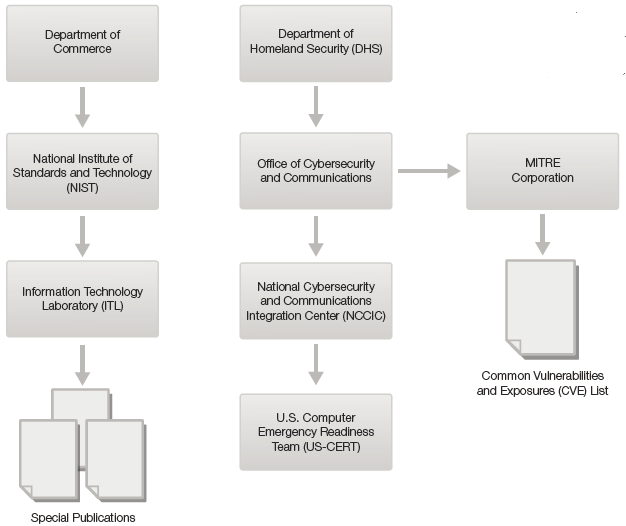 Department of
Commerce
Department of
Homeland Security (DHS)
National Institute of
Standards and Technology
(NIST)
Office of Cybersecurity
and Communications
MITRE
Corporation
Information Technology
Laboratory (ITL)
National Cybersecurity
and Communications
Integration Center (NCCIC)
Common Vulnerabilities
and Exposures (CVE) List
U.S. Computer
Emergency Readiness
Team (US-CERT)
Special Publications